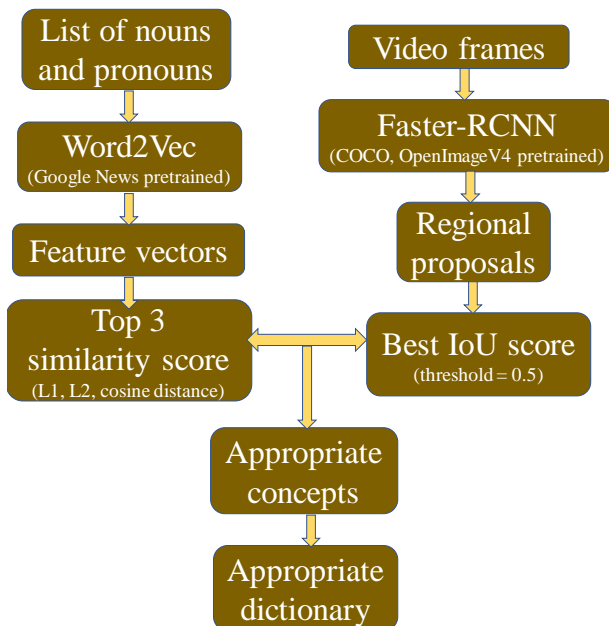 List of nouns
and pronouns
Word2Vec
(Google News pretrained)
Feature vectors
Top 3
similarity score
(L1, L2, cosine distance)
Video frames
Faster-RCNN
(COCO, OpenImageV4 pretrained)
Regional
proposals
Best IoU score
(threshold = 0.5)
Appropriate
concepts
Appropriate
dictionary